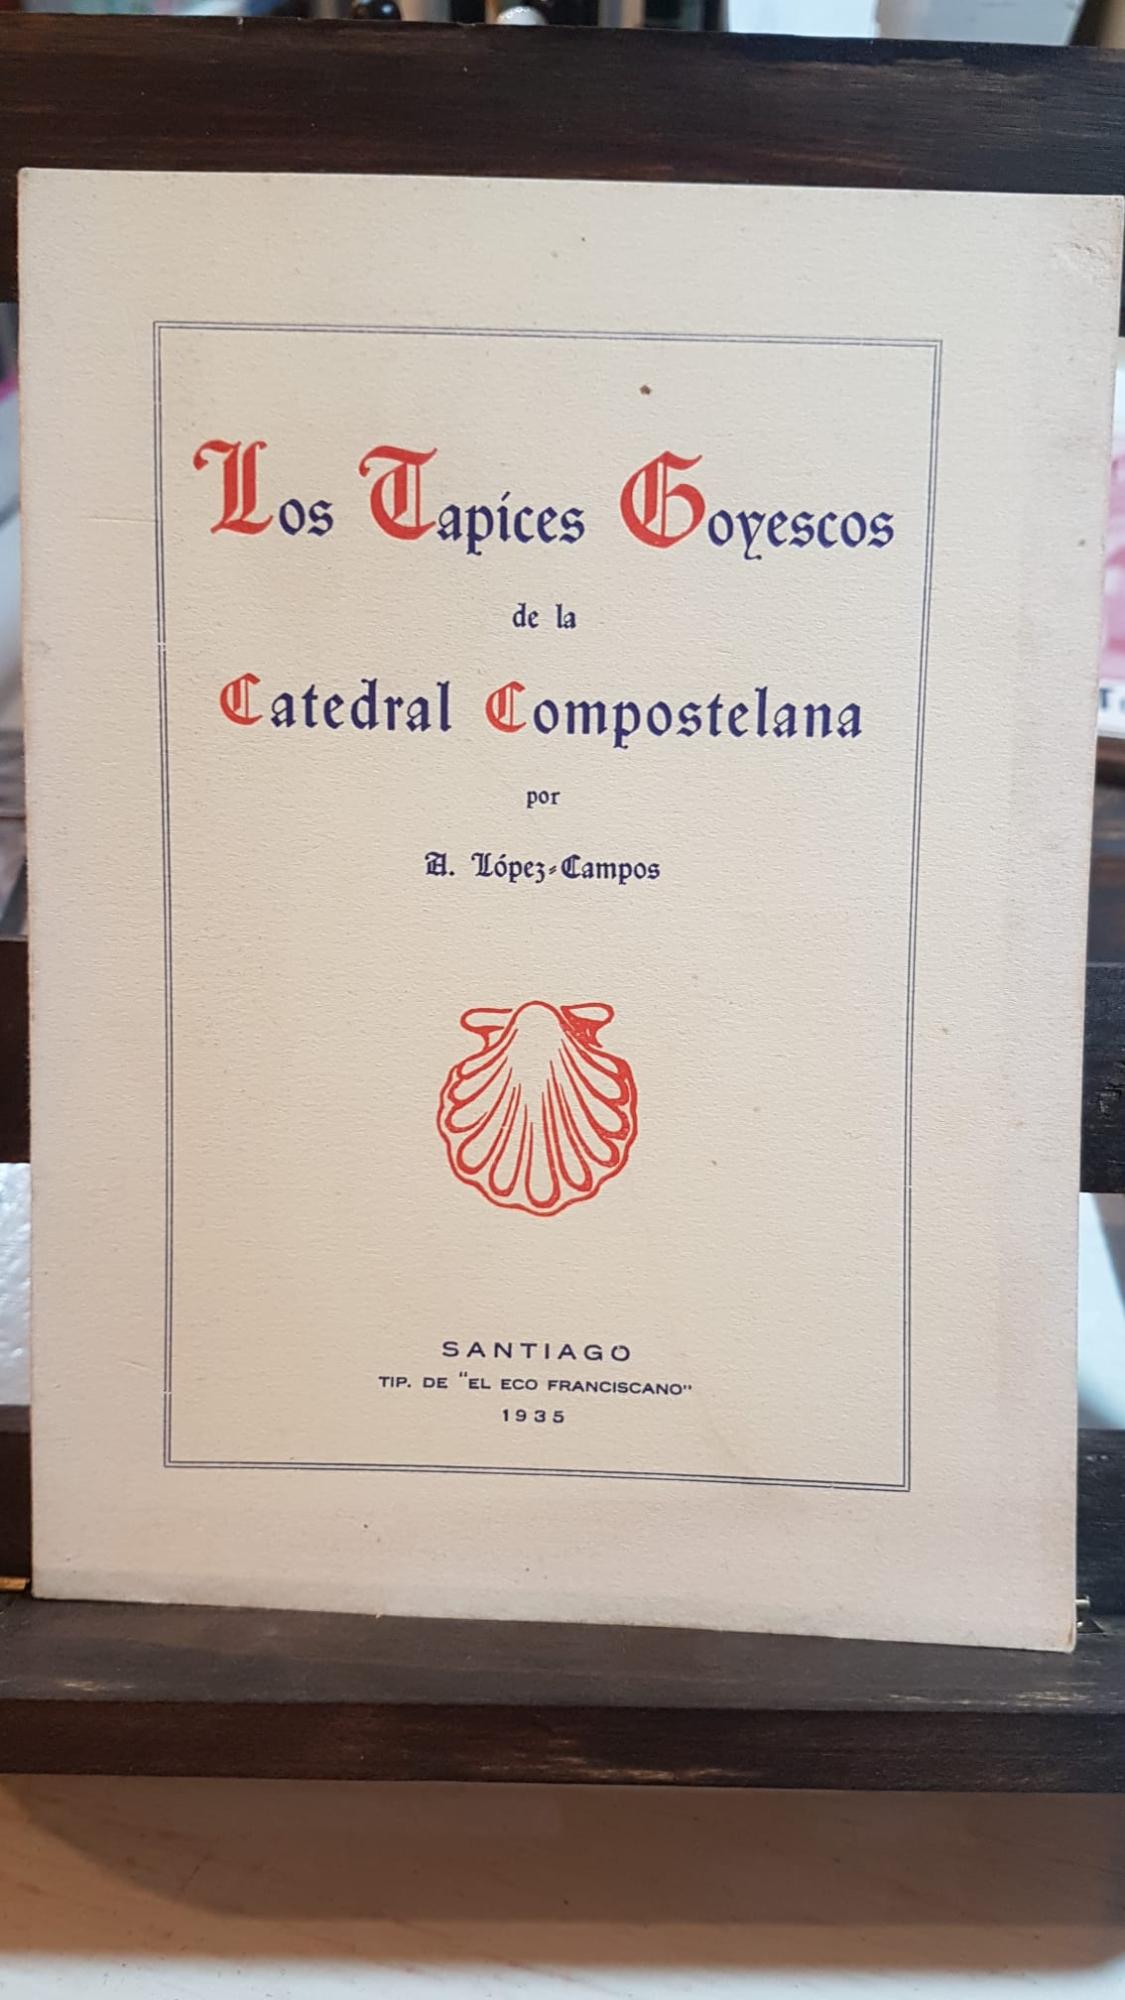 Los Tapices Goyescos
de la
Catedral Compostelana
por
A. López-Campos
SANTIAGO
TIP. DE "EL ECO FRANCISCANO"
1935